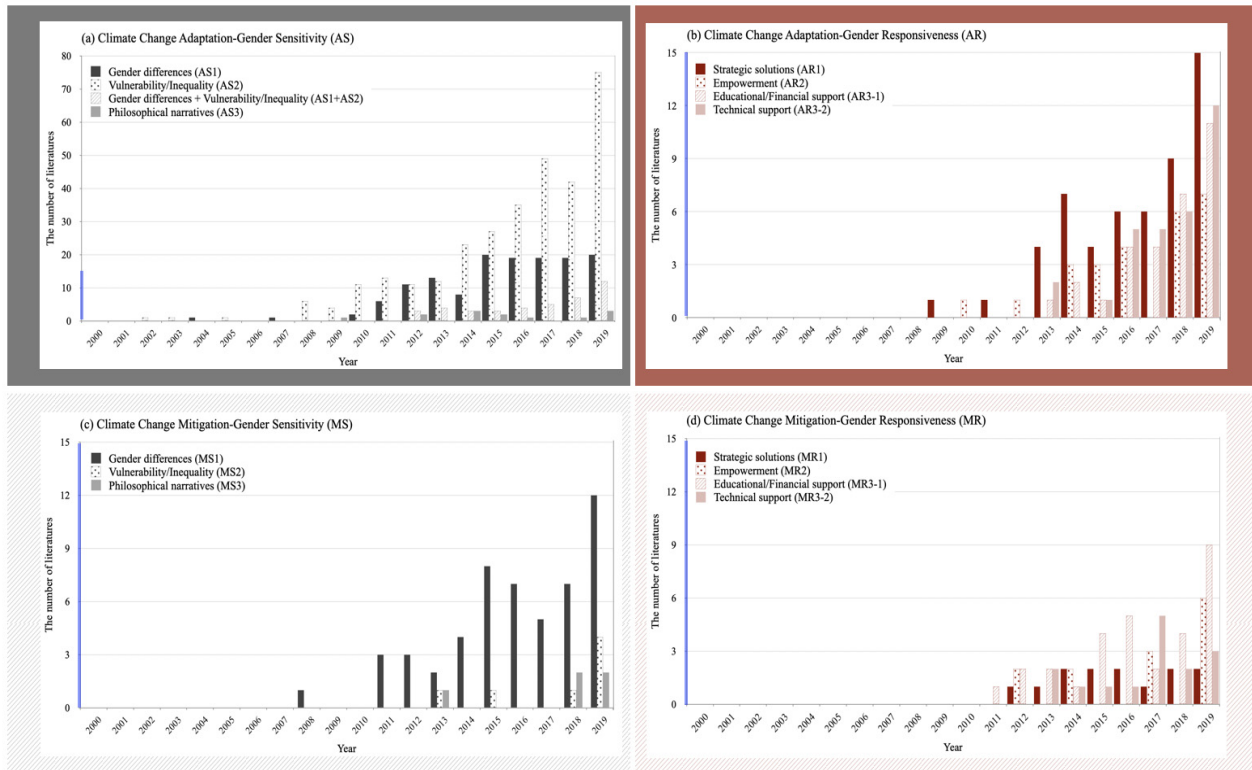 (a) Climate Change Adaptation-Gender Sensitivity (AS)
80
70
60
50
40
30
20
10
0
The number of literatures
Gender differences (AS1)
Vulnerability/Inequality (AS2)
Gender differences + Vulnerability/Inequality (AS1+AS2)
Philosophical narratives (AS3)
2000 2001 2002 2003 2004 2005 2006 2007 2008 2009 2010 2011 2012 2013 2014 2015 2016 2017 2018 2019
Year
(b) Climate Change Adaptation-Gender Responsiveness (AR)
15
12
9
6
3
0
The number of literatures
Strategic solutions (AR1)
Empowerment (AR2)
Educational/Financial support (AR3-1)
Technical support (AR3-2)
2000 2001 2002 2003 2004 2005 2006 2007 2008 2009 2010 2011 2012 2013 2014 2015 2016 2017 2018 2019
Year
(c) Climate Change Mitigation-Gender Sensitivity (MS)
15
12
9
6
3
0
The number of literatures
Gender differences (MS1)
Vulnerability/Inequality (MS2)
Philosophical narratives (MS3)
2000 2001 2002 2003 2004 2005 2006 2007 2008 2009 2010 2011 2012 2013 2014 2015 2016 2017 2018 2019
Year
(d) Climate Change Mitigation-Gender Responsiveness (MR)
15
12
9
6
3
0
The number of literatures
Strategic solutions (MR1)
Empowerment (MR2)
Educational/Financial support (MR3-1)
Technical support (MR3-2)
2000 2001 2002 2003 2004 2005 2006 2007 2008 2009 2010 2011 2012 2013 2014 2015 2016 2017 2018 2019
Year